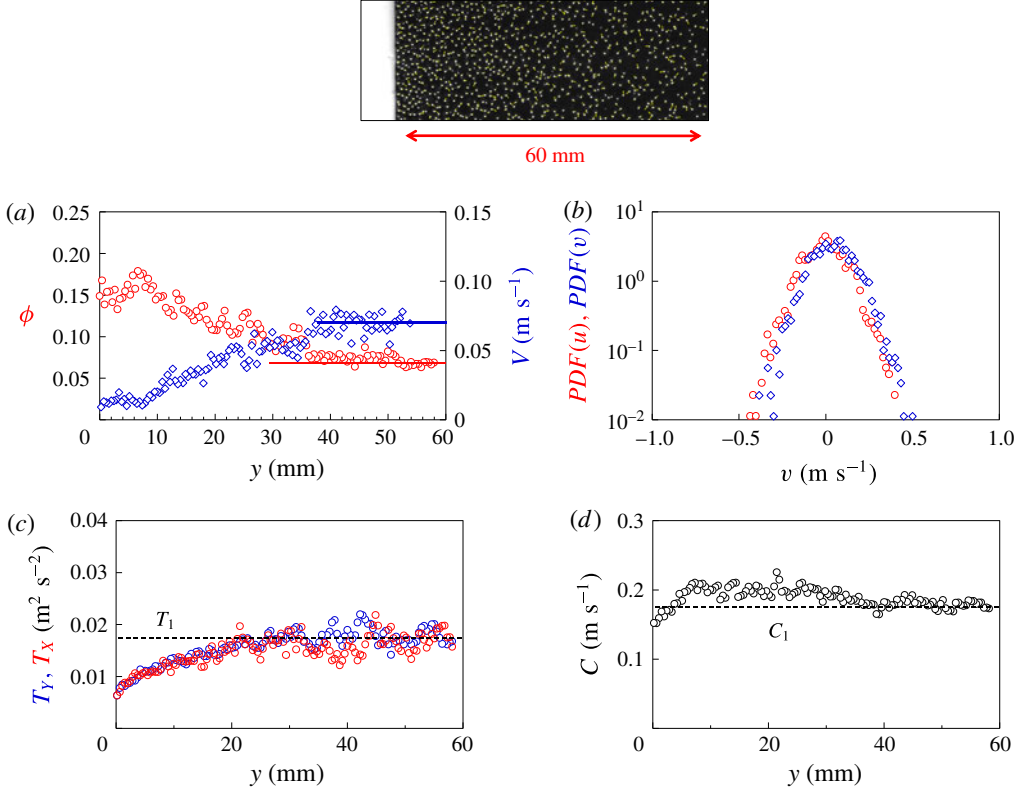 60 mm
(a)
0.25
0.20
0.15
0.10
0.05
ϕ
0.15
0.10
0.05
0
V (m s⁻¹)
0 10 20 30 40 50 60
y (mm)
(b)
PDF(u), PDF(v)
10¹
10⁰
10⁻¹
10⁻²
−1.0 −0.5 0 0.5 1.0
v (m s⁻¹)
(c)
T_Y, T_X (m² s⁻²)
0.04
0.03
0.02
0.01
T₁
0 20 40 60
y (mm)
(d)
C (m s⁻¹)
0.3
0.2
0.1
C₁
0 20 40 60
y (mm)